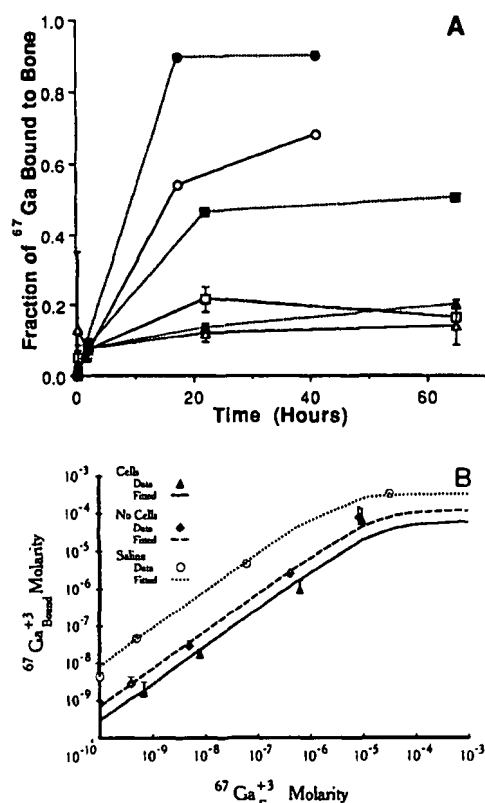 A
Fraction of 67 Ga Bound to Bone
1.0
0.8
0.6
0.4
0.2
0.0
0
20
40
60
Time (Hours)
B
Cells
Data
Fitted
No Cells
Data
Fitted
Saline
Data
Fitted
67Ga+3 Bound Molarity
10-3
10-4
10-5
10-6
10-7
10-8
10-9
10-10 10-9 10-8 10-7 10-6 10-5 10-4 10-3
67Ga+3 F Molarity